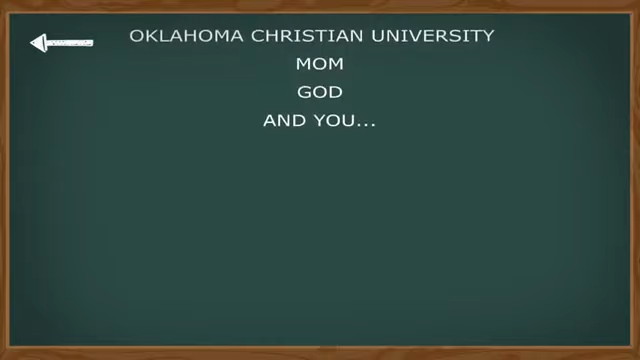 OKLAHOMA CHRISTIAN UNIVERSITY
MOM
GOD
AND YOU...